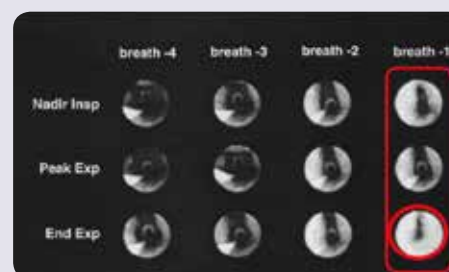 breath -4 breath -3 breath -2 breath -1
Nadir Insp
Peak Exp
End Exp